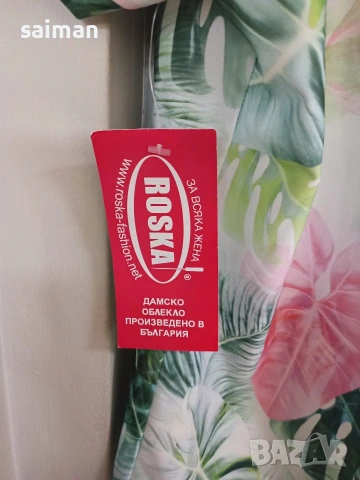 saiman
www.roska-fashion.net
ROSKA
®
ЗА ВСЯКА ЖЕНА!
ДАМСКО
ОБЛЕКЛО
ПРОИЗВЕДЕНО В
БЪЛГАРИЯ
BAZAR